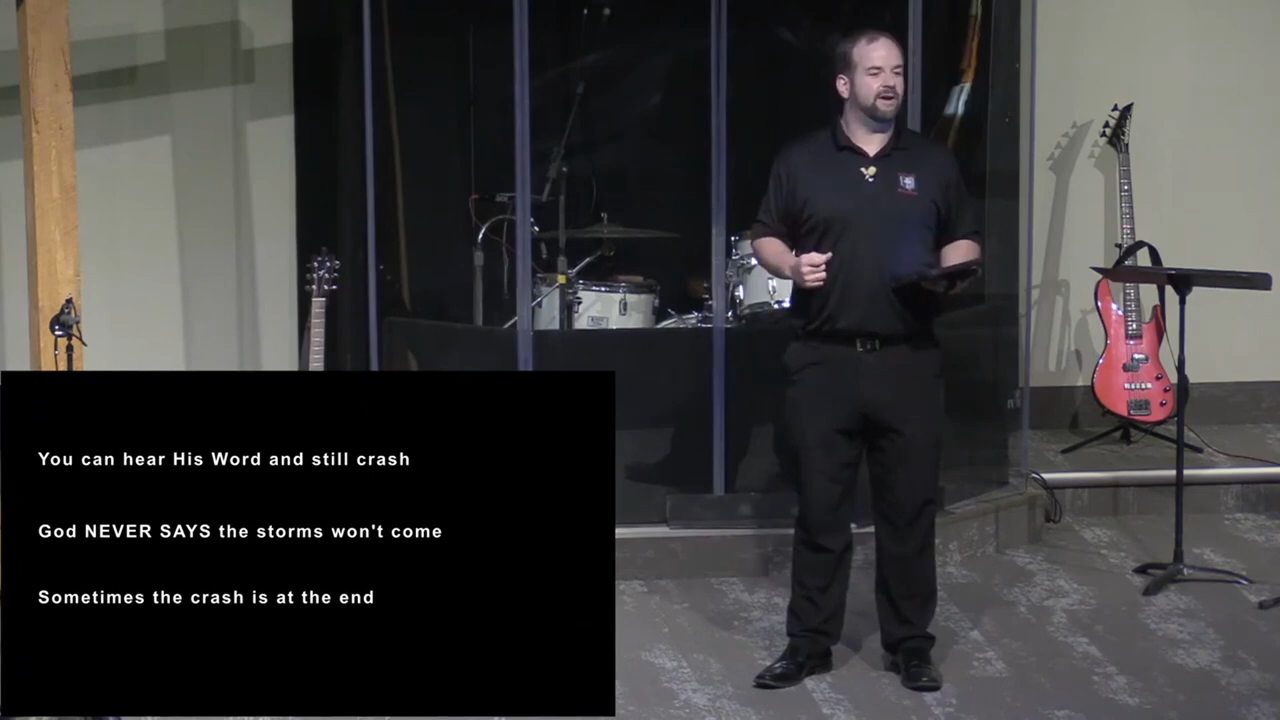 You can hear His Word and still crash
God NEVER SAYS the storms won't come
Sometimes the crash is at the end